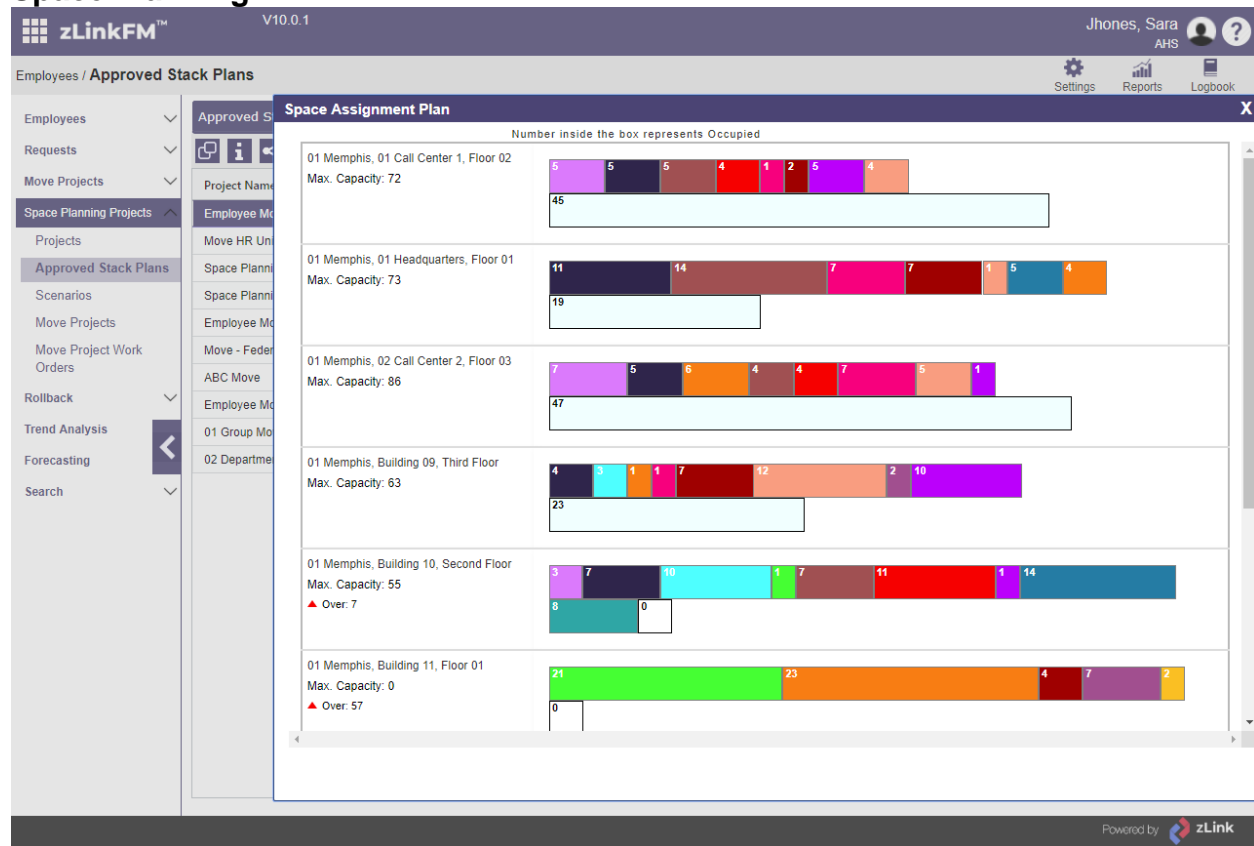 Space Planning
zLinkFM™
V10.0.1
Jhones, Sara
AHS
?
Employees / Approved Stack Plans
Settings
Reports
Logbook
Employees
Requests
Move Projects
Space Planning Projects
Projects
Approved Stack Plans
Scenarios
Move Projects
Move Project Work
Orders
Rollback
Trend Analysis
Forecasting
Search
Approved S
Project Name
Employee Mo
Move HR Uni
Space Planni
Space Planni
Employee Mo
Move - Feder
ABC Move
Employee Mo
01 Group Mo
02 Departme
Space Assignment Plan
X
Number inside the box represents Occupied
01 Memphis, 01 Call Center 1, Floor 02
Max. Capacity: 72
5 5 5 4 1 2 5 4
45
01 Memphis, 01 Headquarters, Floor 01
Max. Capacity: 73
11 14 7 7 1 5 4
19
01 Memphis, 02 Call Center 2, Floor 03
Max. Capacity: 86
7 5 6 4 4 7 5 1
47
01 Memphis, Building 09, Third Floor
Max. Capacity: 63
4 3 1 1 7 12 2 10
23
01 Memphis, Building 10, Second Floor
Max. Capacity: 55
Over: 7
3 7 10 1 7 11 1 14
8 0
01 Memphis, Building 11, Floor 01
Max. Capacity: 0
Over: 57
21 23 4 7 2
0
Powered by zLink